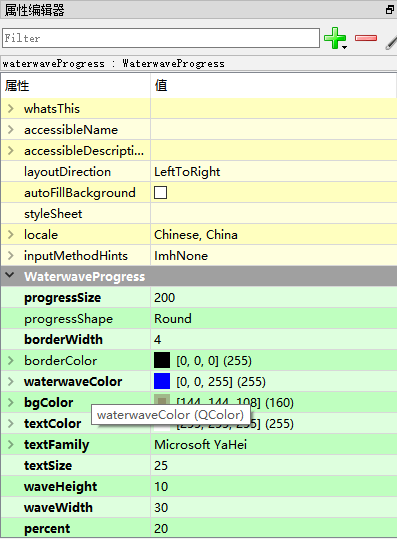 属性编辑器
Filter
waterwaveProgress : WaterwaveProgress
属性 值
whatsThis
accessibleName
accessibleDescripti...
layoutDirection LeftToRight
autoFillBackground
styleSheet
locale Chinese, China
inputMethodHints ImhNone
WaterwaveProgress
progressSize 200
progressShape Round
borderWidth 4
borderColor [0, 0, 0] (255)
waterwaveColor [0, 0, 255] (255)
bgColor [144, 144, 108] (160)
waterwaveColor (QColor)
textColor [255, 255, 255] (255)
textFamily Microsoft YaHei
textSize 25
waveHeight 10
waveWidth 30
percent 20